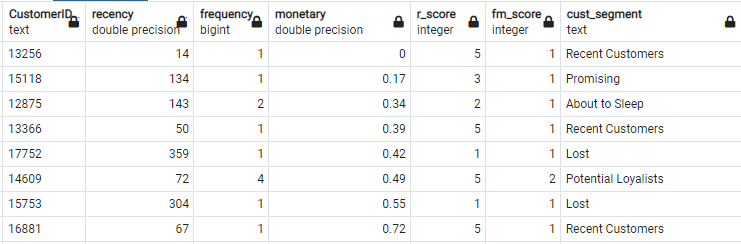 CustomerID recency frequency monetary r_score fm_score cust_segment
text double precision bigint double precision integer integer text
13256 14 1 0 5 1 Recent Customers
15118 134 1 0.17 3 1 Promising
12875 143 2 0.34 2 1 About to Sleep
13366 50 1 0.39 5 1 Recent Customers
17752 359 1 0.42 1 1 Lost
14609 72 4 0.49 5 2 Potential Loyalists
15753 304 1 0.55 1 1 Lost
16881 67 1 0.72 5 1 Recent Customers